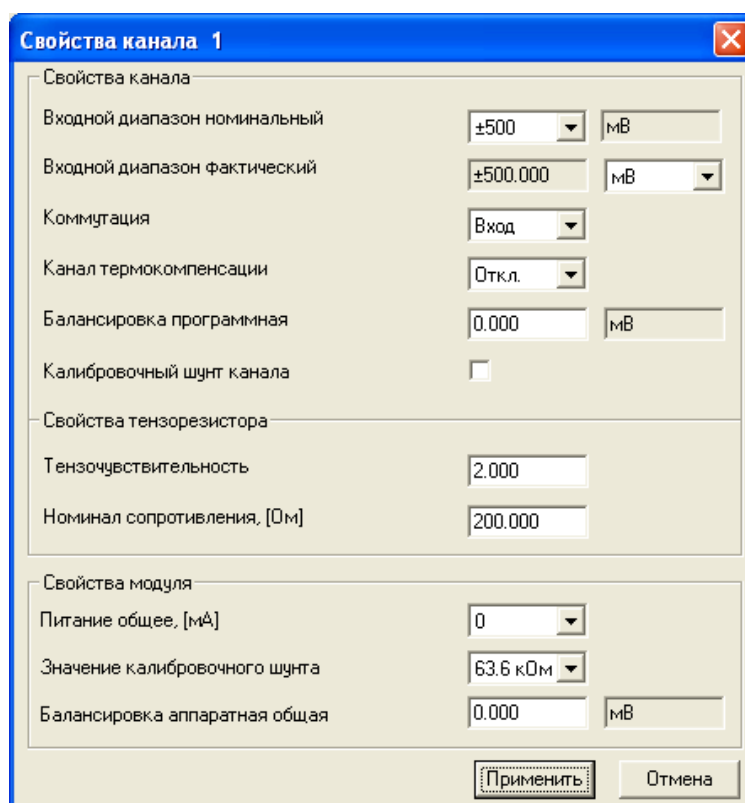 Свойства канала 1
Свойства канала
Входной диапазон номинальный ±500 мВ
Входной диапазон фактический ±500.000 мВ
Коммутация Вход
Канал термокомпенсации Откл.
Балансировка программная 0.000 мВ
Калибровочный шунт канала
Свойства тензорезистора
Тензочувствительность 2.000
Номинал сопротивления, [Ом] 200.000
Свойства модуля
Питание общее, [мА] 0
Значение калибровочного шунта 63.6 кОм
Балансировка аппаратная общая 0.000 мВ
Применить Отмена